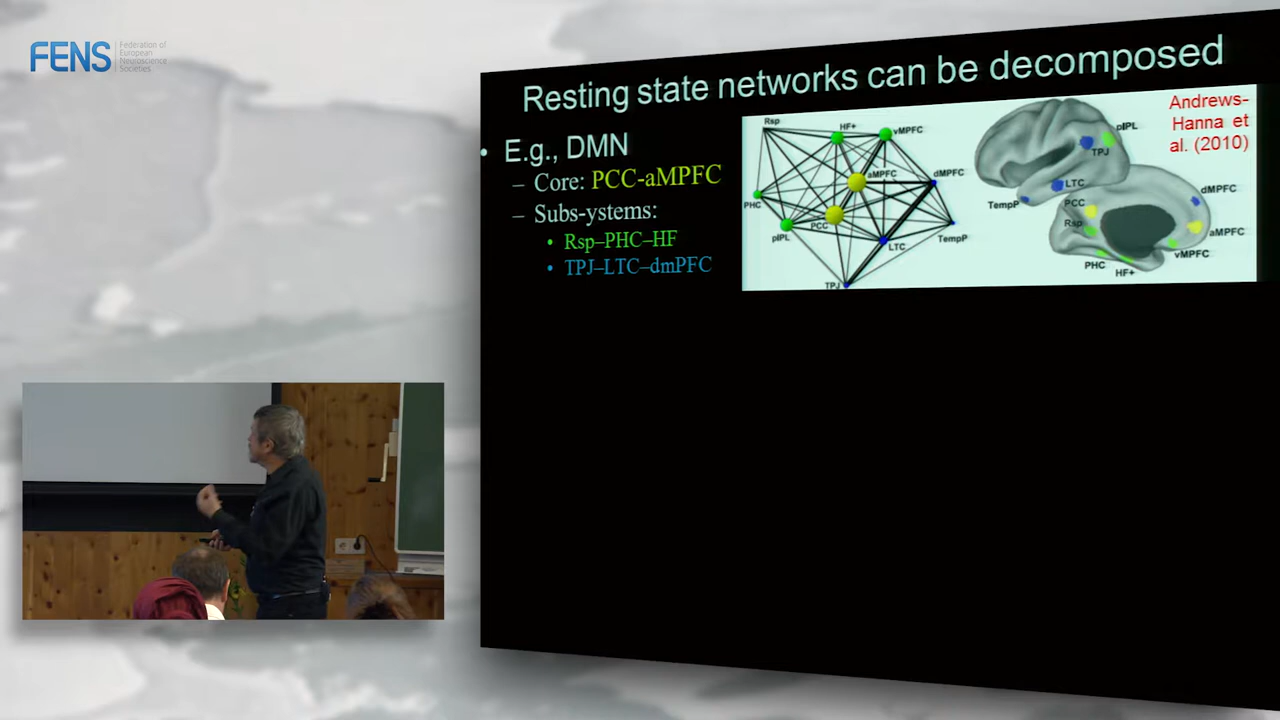 FENS
Federation of
European
Neuroscience
Societies
Resting state networks can be decomposed
• E.g., DMN
– Core: PCC-aMPFC
– Subs-ystems:
• Rsp–PHC–HF
• TPJ–LTC–dmPFC
Rsp
HF+
vMPFC
aMPFC
dMPFC
PHC
pIPL
PCC
LTC
TempP
TPJ
Andrews-
Hanna et
al. (2010)
pIPL
TPJ
LTC
TempP
PCC
Rsp
PHC
HF+
dMPFC
aMPFC
vMPFC